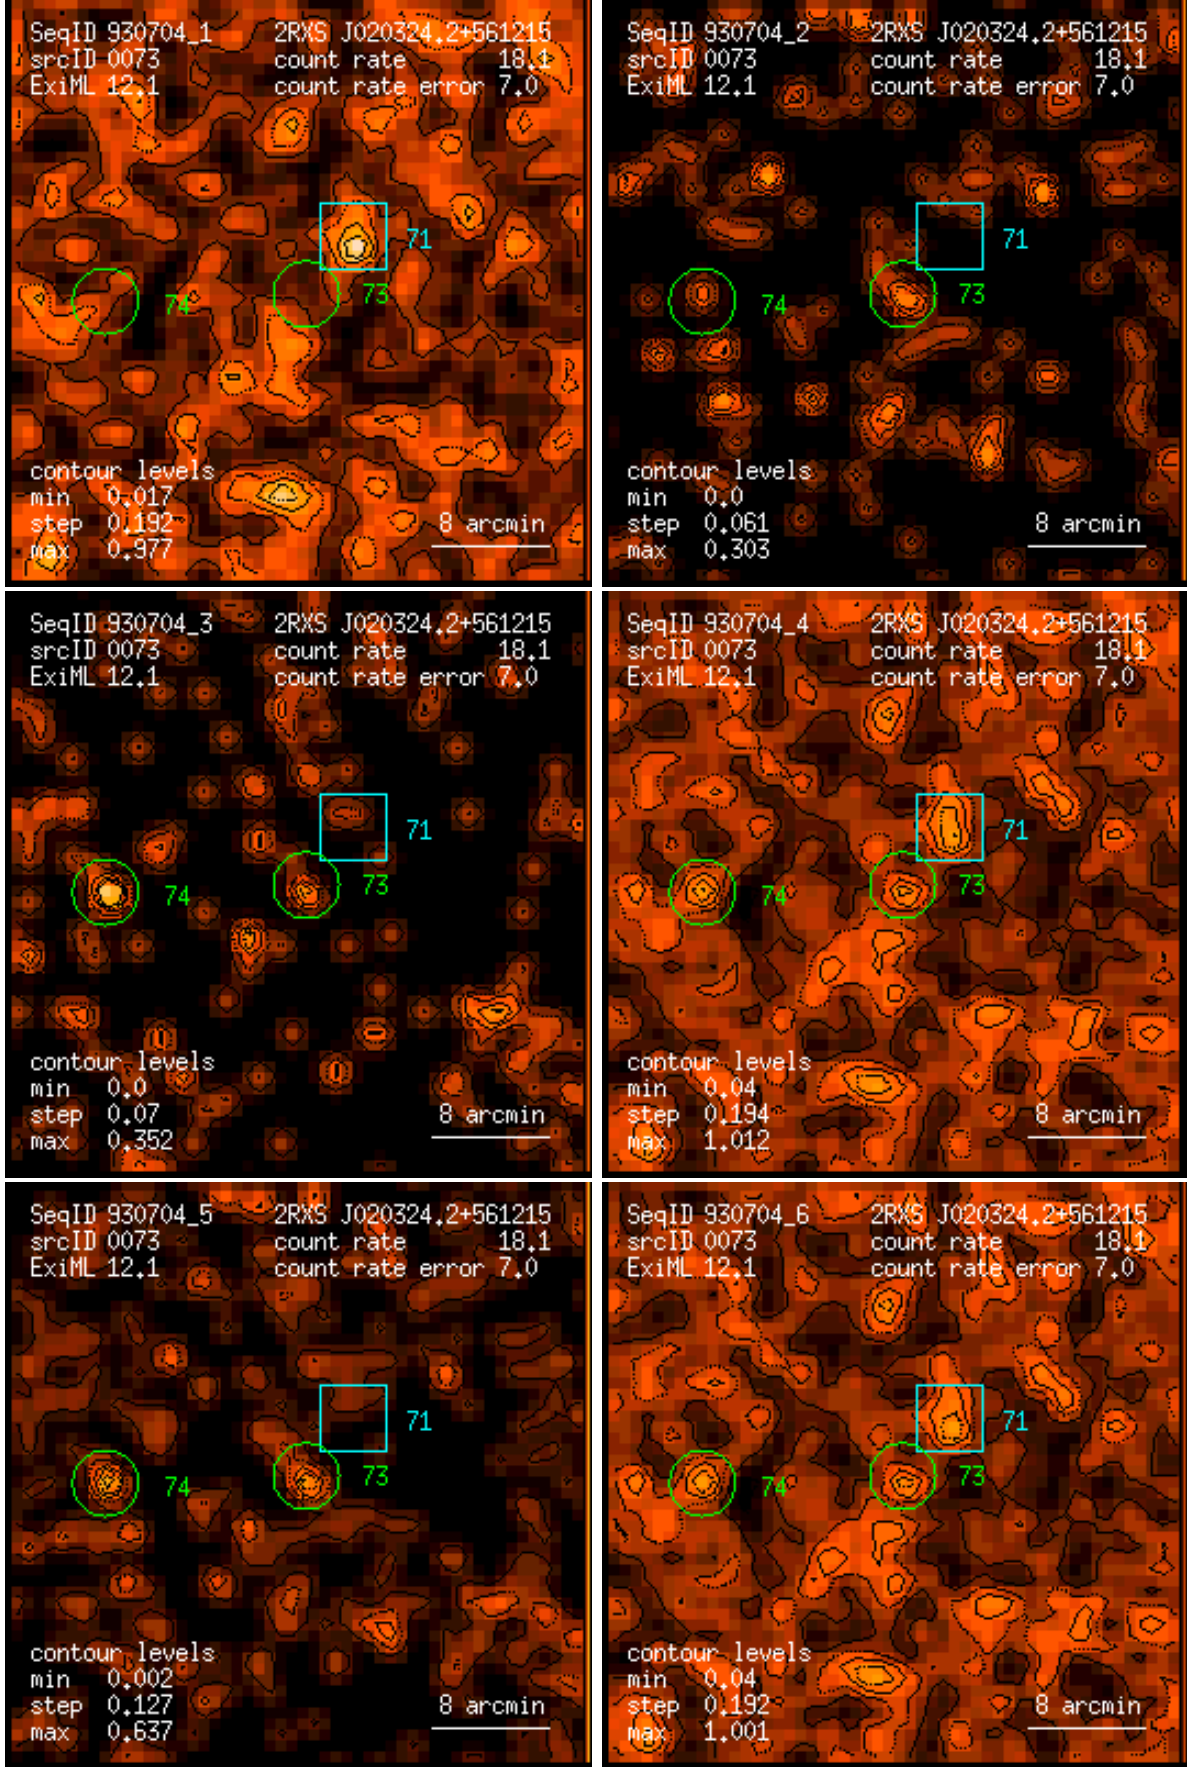 SeqID 930704_1 2RXS J020324.2+561215
srcID 0073 count rate 18.1
ExiML 12.1 count rate error 7.0
71
74 73
contour levels
min 0.017
step 0.192 8 arcmin
max 0.977
SeqID 930704_2 2RXS J020324.2+561215
srcID 0073 count rate 18.1
ExiML 12.1 count rate error 7.0
71
74 73
contour levels
min 0.0
step 0.061 8 arcmin
max 0.303
SeqID 930704_3 2RXS J020324.2+561215
srcID 0073 count rate 18.1
ExiML 12.1 count rate error 7.0
71
74 73
contour levels
min 0.0
step 0.07 8 arcmin
max 0.352
SeqID 930704_4 2RXS J020324.2+561215
srcID 0073 count rate 18.1
ExiML 12.1 count rate error 7.0
71
74 73
contour levels
min 0.04
step 0.194 8 arcmin
max 1.012
SeqID 930704_5 2RXS J020324.2+561215
srcID 0073 count rate 18.1
ExiML 12.1 count rate error 7.0
71
74 73
contour levels
min 0.002
step 0.127 8 arcmin
max 0.637
SeqID 930704_6 2RXS J020324.2+561215
srcID 0073 count rate 18.1
ExiML 12.1 count rate error 7.0
71
74 73
contour levels
min 0.04
step 0.192 8 arcmin
max 1.001